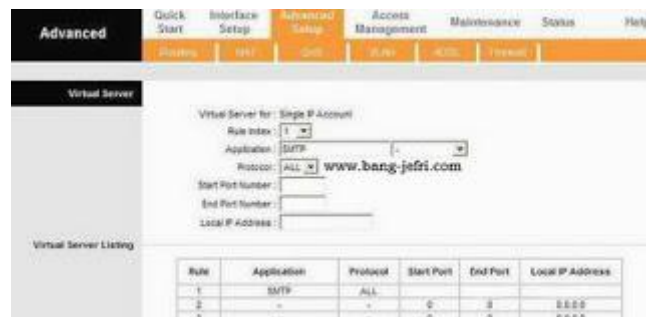 Quick Start Interface Setup Advanced Setup Access Management Maintenance Status Help
Advanced
Routing NAT QoS VLAN ADSL Firewall
Virtual Server
Virtual Server for : Single IP Account
Rule Index : 1
Application : SMTP -
Protocol : ALL www.bang-jefri.com
Start Port Number :
End Port Number :
Local IP Address :
Virtual Server Listing
Rule Application Protocol Start Port End Port Local IP Address
1 SMTP ALL
2 - - 0 0 0.0.0.0